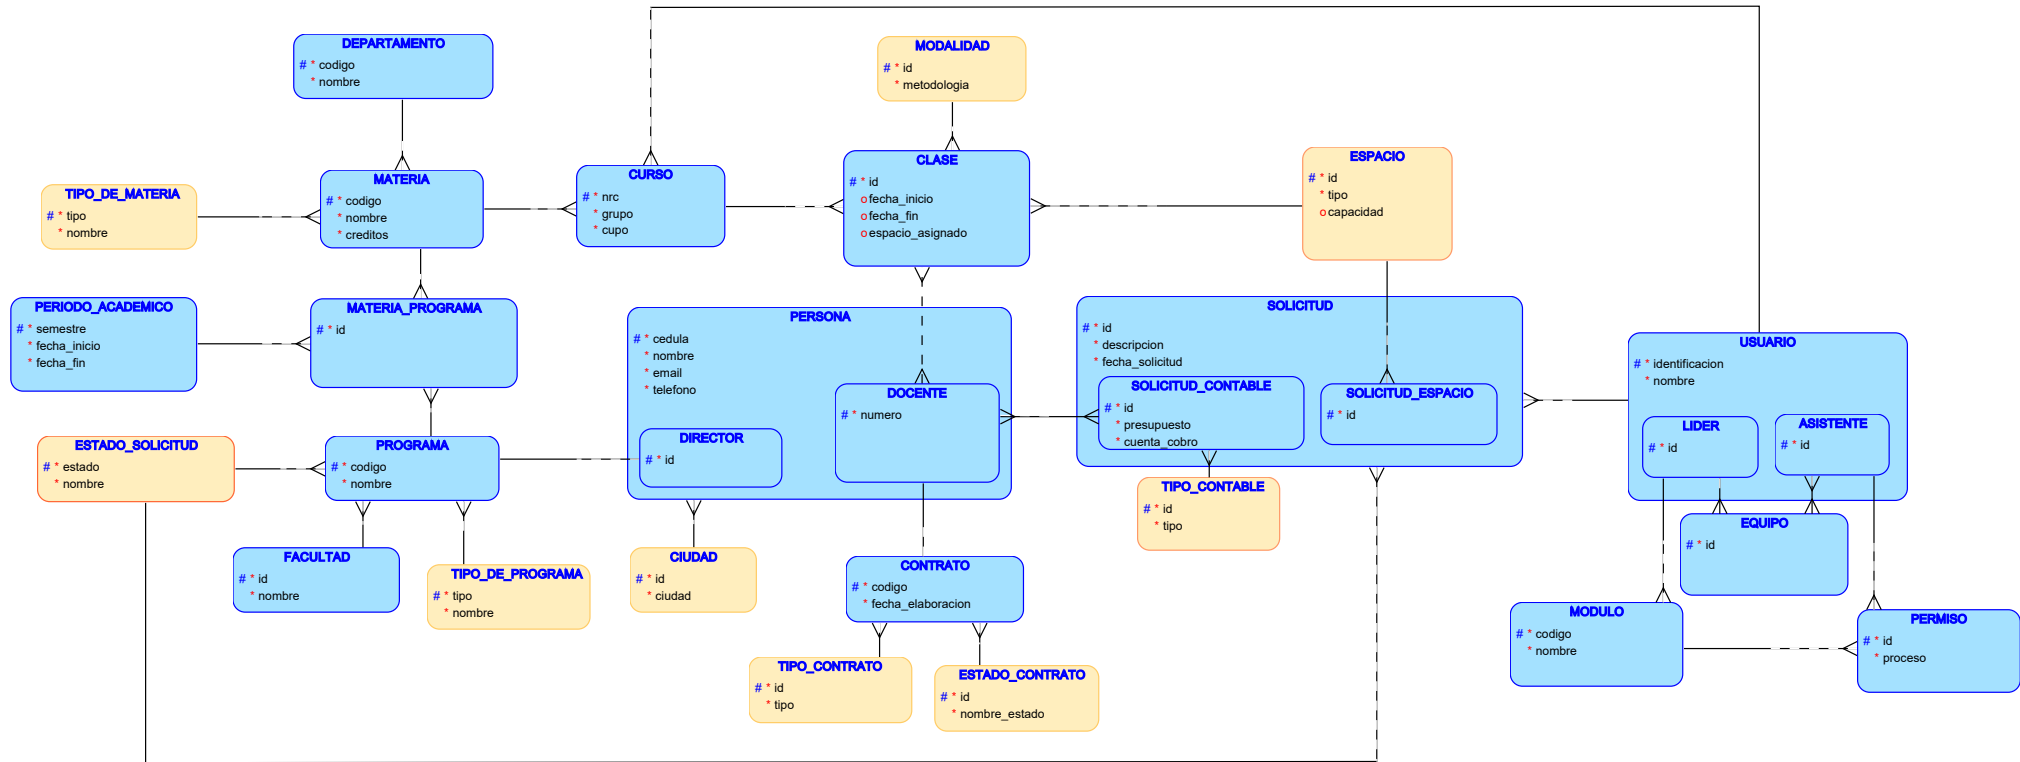 DEPARTAMENTO
# * codigo
* nombre
MODALIDAD
# * id
* metodologia
TIPO_DE_MATERIA
# * tipo
* nombre
MATERIA
# * codigo
* nombre
* creditos
CURSO
# * nrc
* grupo
* cupo
CLASE
# * id
o fecha_inicio
o fecha_fin
o espacio_asignado
ESPACIO
# * id
* tipo
o capacidad
PERIODO_ACADEMICO
# * semestre
* fecha_inicio
* fecha_fin
MATERIA_PROGRAMA
# * id
PERSONA
# * cedula
* nombre
* email
* telefono
DOCENTE
# * numero
DIRECTOR
# * id
SOLICITUD
# * id
* descripcion
* fecha_solicitud
SOLICITUD_CONTABLE
# * id
* presupuesto
* cuenta_cobro
SOLICITUD_ESPACIO
# * id
USUARIO
# * identificacion
* nombre
LIDER
# * id
ASISTENTE
# * id
ESTADO_SOLICITUD
# * estado
* nombre
PROGRAMA
# * codigo
* nombre
TIPO_CONTABLE
# * id
* tipo
EQUIPO
# * id
FACULTAD
# * id
* nombre
TIPO_DE_PROGRAMA
# * tipo
* nombre
CIUDAD
# * id
* ciudad
CONTRATO
# * codigo
* fecha_elaboracion
MODULO
# * codigo
* nombre
PERMISO
# * id
* proceso
TIPO_CONTRATO
# * id
* tipo
ESTADO_CONTRATO
# * id
* nombre_estado